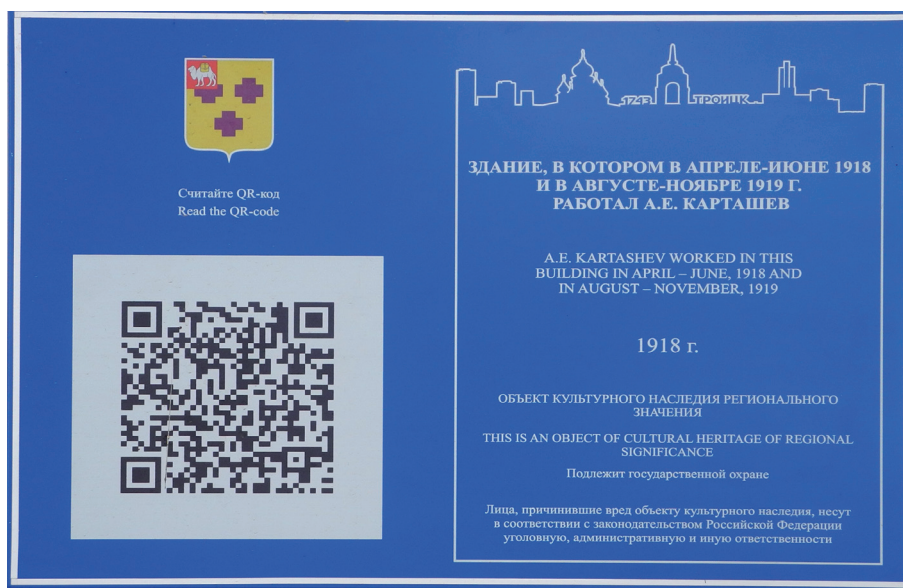 Считайте QR-код
Read the QR-code
1743 ТРОИЦК
ЗДАНИЕ, В КОТОРОМ В АПРЕЛЕ-ИЮНЕ 1918
И В АВГУСТЕ-НОЯБРЕ 1919 Г.
РАБОТАЛ А.Е. КАРТАШЕВ
A.E. KARTASHEV WORKED IN THIS
BUILDING IN APRIL – JUNE, 1918 AND
IN AUGUST – NOVEMBER, 1919
1918 г.
ОБЪЕКТ КУЛЬТУРНОГО НАСЛЕДИЯ РЕГИОНАЛЬНОГО
ЗНАЧЕНИЯ
THIS IS AN OBJECT OF CULTURAL HERITAGE OF REGIONAL
SIGNIFICANCE
Подлежит государственной охране
Лица, причинившие вред объекту культурного наследия, несут
в соответствии с законодательством Российской Федерации
уголовную, административную и иную ответственности